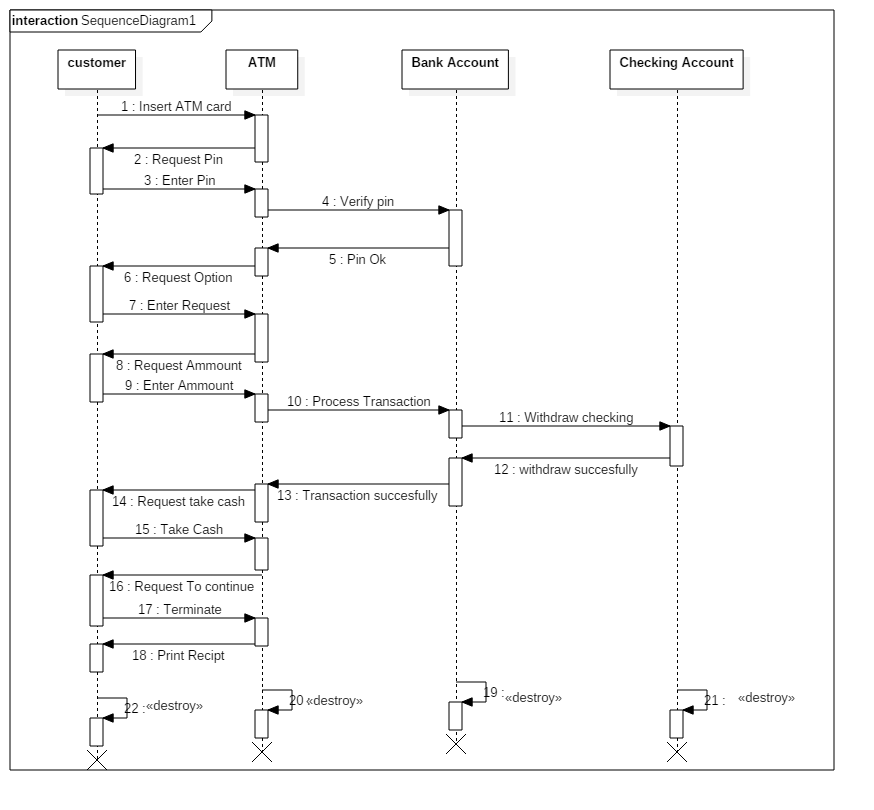 interaction SequenceDiagram1
customer
ATM
Bank Account
Checking Account
1 : Insert ATM card
2 : Request Pin
3 : Enter Pin
4 : Verify pin
5 : Pin Ok
6 : Request Option
7 : Enter Request
8 : Request Ammount
9 : Enter Ammount
10 : Process Transaction
11 : Withdraw checking
12 : withdraw succesfully
13 : Transaction succesfully
14 : Request take cash
15 : Take Cash
16 : Request To continue
17 : Terminate
18 : Print Recipt
19 : «destroy»
20 : «destroy»
21 : «destroy»
22 : «destroy»